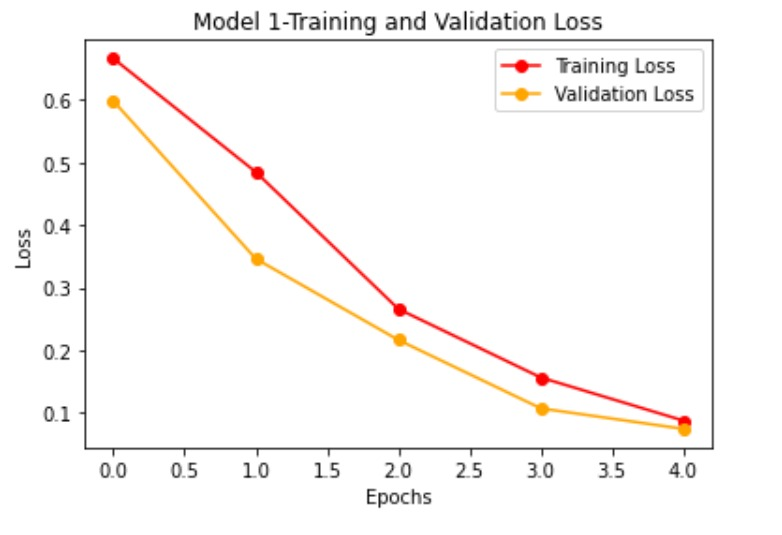 Model 1-Training and Validation Loss
Training Loss
Validation Loss
0.6
0.5
0.4
0.3
0.2
0.1
Loss
0.0 0.5 1.0 1.5 2.0 2.5 3.0 3.5 4.0
Epochs